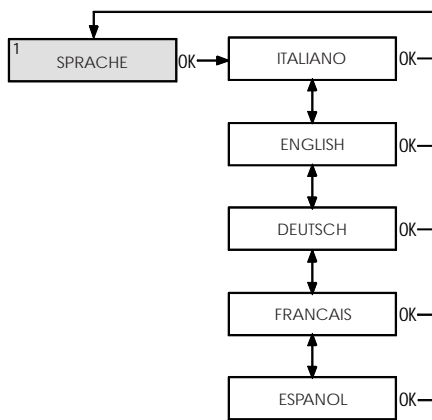 1
SPRACHE OK ITALIANO OK
ENGLISH OK
DEUTSCH OK
FRANCAIS OK
ESPANOL OK